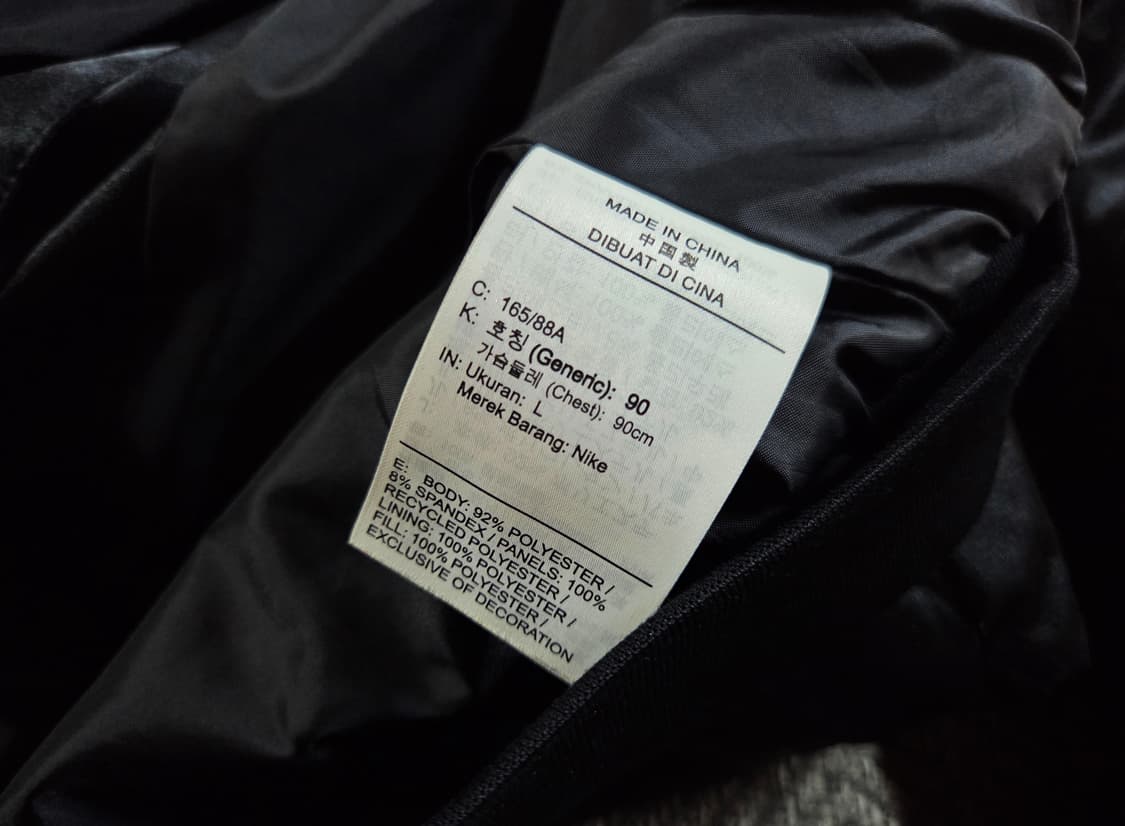 MADE IN CHINA
中国製
DIBUAT DI CINA
C: 165/88A
K: 호칭 (Generic): 90
가슴둘레 (Chest): 90cm
IN: Ukuran: L
Merek Barang: Nike
E: BODY: 92% POLYESTER /
8% SPANDEX / PANELS: 100%
RECYCLED POLYESTER /
LINING: 100% POLYESTER /
FILL: 100% POLYESTER /
EXCLUSIVE OF DECORATION